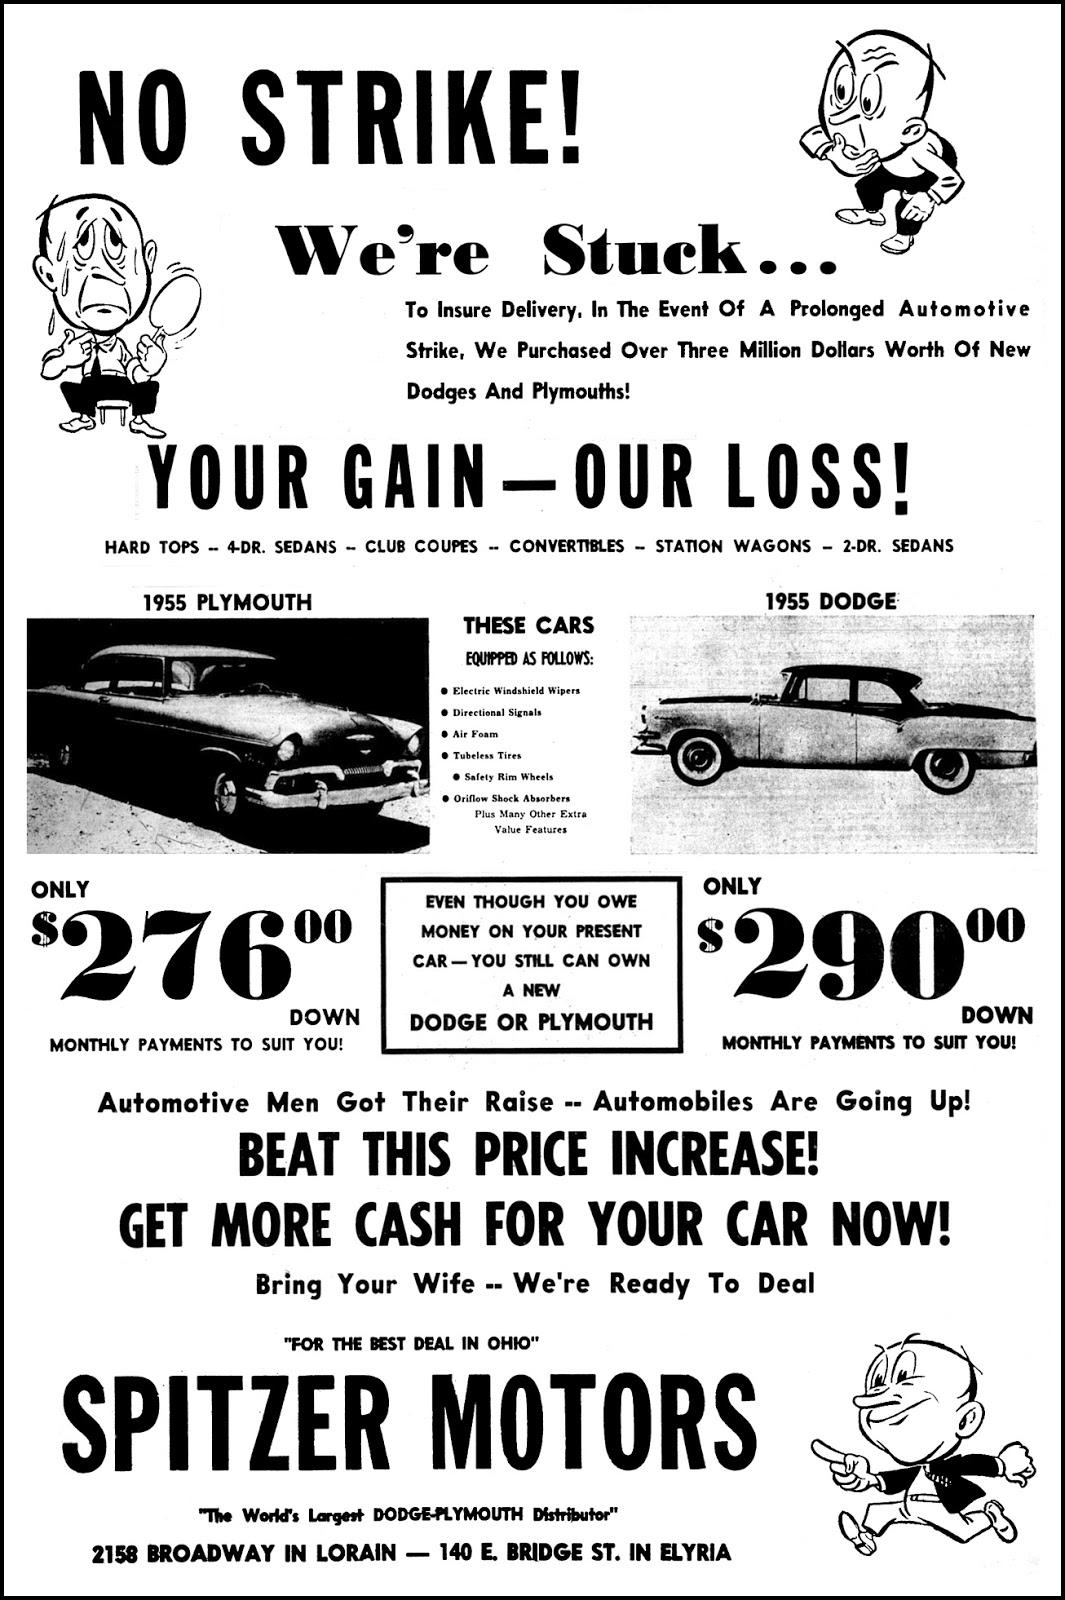 NO STRIKE!
We're Stuck...
To Insure Delivery, In The Event Of A Prolonged Automotive
Strike, We Purchased Over Three Million Dollars Worth Of New
Dodges And Plymouths!
YOUR GAIN — OUR LOSS!
HARD TOPS -- 4-DR. SEDANS -- CLUB COUPES -- CONVERTIBLES -- STATION WAGONS -- 2-DR. SEDANS
1955 PLYMOUTH
THESE CARS
EQUIPPED AS FOLLOWS:
● Electric Windshield Wipers
● Directional Signals
● Air Foam
● Tubeless Tires
● Safety Rim Wheels
● Oriflow Shock Absorbers
Plus Many Other Extra
Value Features
1955 DODGE
ONLY
$276.00
DOWN
MONTHLY PAYMENTS TO SUIT YOU!
EVEN THOUGH YOU OWE
MONEY ON YOUR PRESENT
CAR — YOU STILL CAN OWN
A NEW
DODGE OR PLYMOUTH
ONLY
$290.00
DOWN
MONTHLY PAYMENTS TO SUIT YOU!
Automotive Men Got Their Raise -- Automobiles Are Going Up!
BEAT THIS PRICE INCREASE!
GET MORE CASH FOR YOUR CAR NOW!
Bring Your Wife -- We're Ready To Deal
"FOR THE BEST DEAL IN OHIO"
SPITZER MOTORS
"The World's Largest DODGE-PLYMOUTH Distributor"
2158 BROADWAY IN LORAIN — 140 E. BRIDGE ST. IN ELYRIA